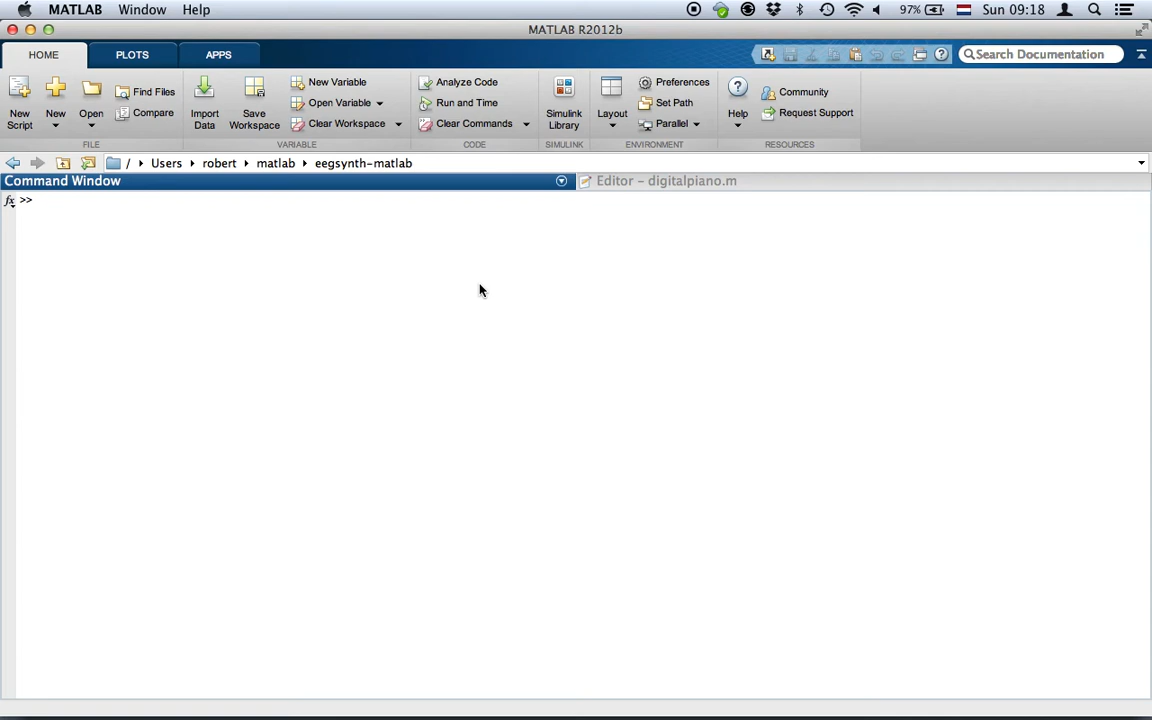 MATLAB Window Help 97% Sun 09:18
MATLAB R2012b
HOME PLOTS APPS Search Documentation
New Script
New
Open
Find Files
Compare
FILE
Import Data
Save Workspace
New Variable
Open Variable
Clear Workspace
VARIABLE
Analyze Code
Run and Time
Clear Commands
CODE
Simulink Library
SIMULINK
Layout
Preferences
Set Path
Parallel
ENVIRONMENT
Help
Community
Request Support
RESOURCES
/ Users robert matlab eegsynth-matlab
Command Window Editor – digitalpiano.m
fx >>